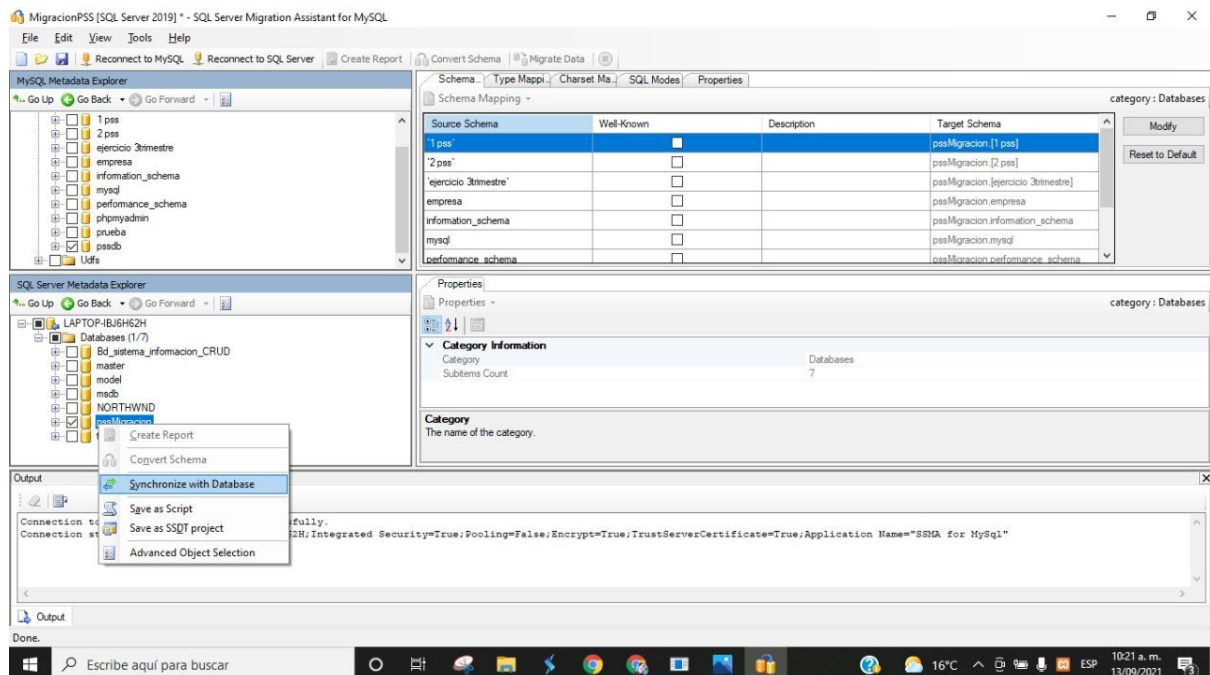 MigracionPSS [SQL Server 2019] * - SQL Server Migration Assistant for MySQL
File Edit View Tools Help
Reconnect to MySQL Reconnect to SQL Server Create Report Convert Schema Migrate Data
MySQL Metadata Explorer
Go Up Go Back Go Forward
1 pss
2 pss
ejercicio 3trimestre
empresa
information_schema
mysql
performance_schema
phpmyadmin
prueba
pssdb
Udfs
Schema... Type Mappi... Charset Ma... SQL Modes Properties
Schema Mapping category : Databases
Source Schema Well-Known Description Target Schema
`1 pss` pssMigracion.[1 pss]
`2 pss` pssMigracion.[2 pss]
`ejercicio 3trimestre` pssMigracion.[ejercicio 3trimestre]
empresa pssMigracion.empresa
information_schema pssMigracion.information_schema
mysql pssMigracion.mysql
performance_schema pssMigracion.performance_schema
Modify
Reset to Default
SQL Server Metadata Explorer
Go Up Go Back Go Forward
LAPTOP-IBJ6H62H
Databases (1/7)
Bd_sistema_informacion_CRUD
master
model
msdb
NORTHWND
pssMigracion
Create Report
Convert Schema
Synchronize with Database
Save as Script
Save as SSDT project
Advanced Object Selection
Properties
Properties category : Databases
Category Information
Category Databases
Subitems Count 7
Category
The name of the category.
Output
Connection to fully.
Connection st 2H;Integrated Security=True;Pooling=False;Encrypt=True;TrustServerCertificate=True;Application Name="SSMA for MySql"
Output
Done.
Escribe aquí para buscar
16°C ESP 10:21 a. m.
13/09/2021